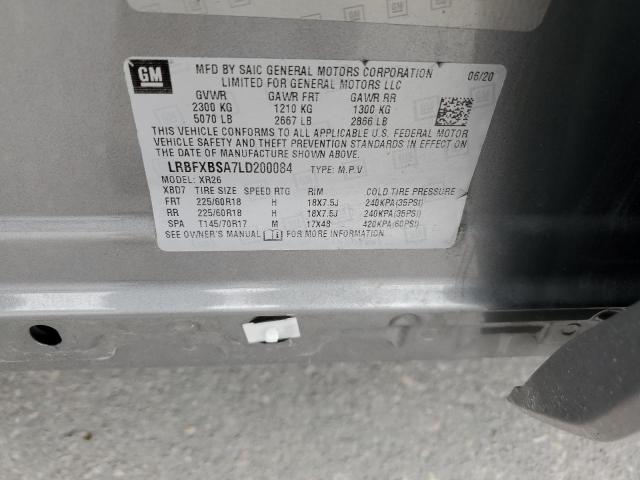 GM
MFD BY SAIC GENERAL MOTORS CORPORATION 06/20
LIMITED FOR GENERAL MOTORS LLC
GVWR GAWR FRT GAWR RR
2300 KG 1210 KG 1300 KG
5070 LB 2667 LB 2866 LB
THIS VEHICLE CONFORMS TO ALL APPLICABLE U.S. FEDERAL MOTOR
VEHICLE SAFETY AND THEFT PREVENTION STANDARDS IN EFFECT ON
THE DATE OF MANUFACTURE SHOWN ABOVE.
LRBFXBSA7LD200084 TYPE: M.P.V.
MODEL: XR26
XBD7 TIRE SIZE SPEED RTG RIM COLD TIRE PRESSURE
FRT 225/60R18 H 18X7.5J 240KPA(35PSI)
RR 225/60R18 H 18X7.5J 240KPA(35PSI)
SPA T145/70R17 M 17X4B 420KPA(60PSI)
SEE OWNER'S MANUAL FOR MORE INFORMATION.